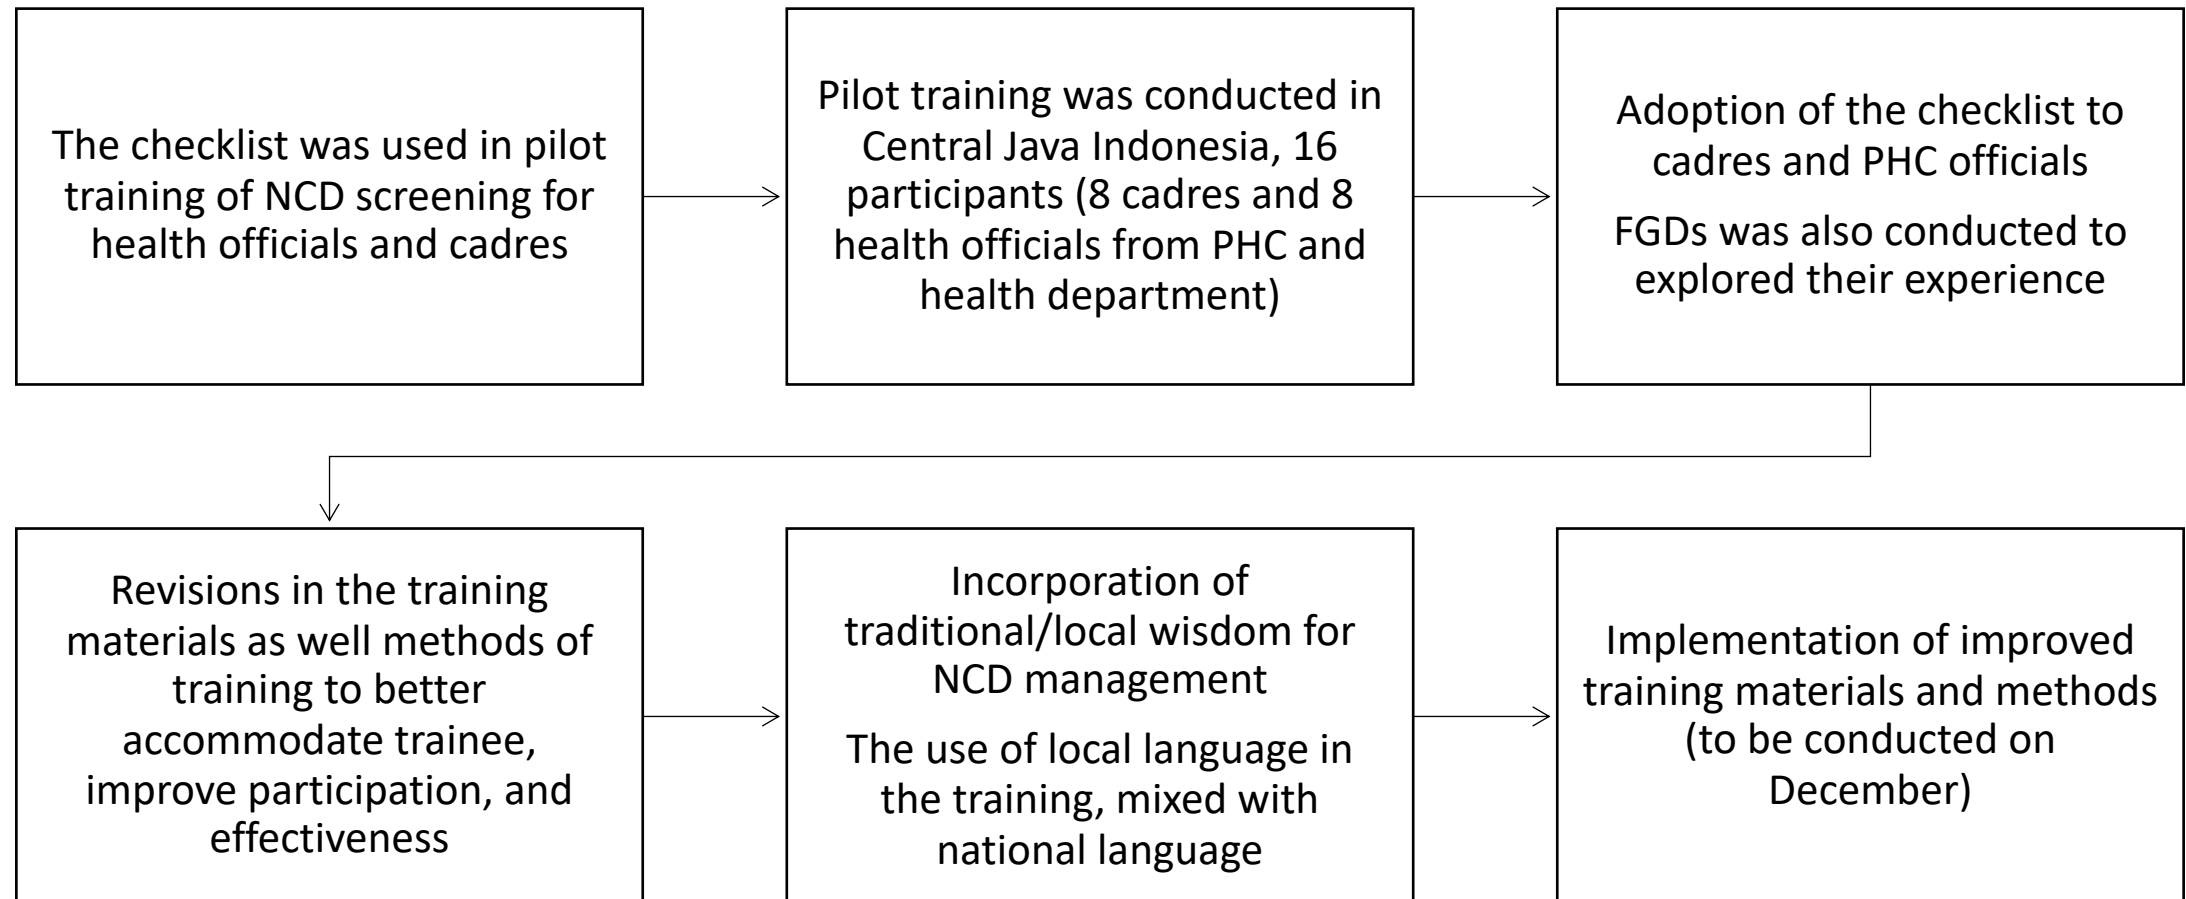 The checklist was used in pilot
training of NCD screening for
health officials and cadres
Pilot training was conducted in
Central Java Indonesia, 16
participants (8 cadres and 8
health officials from PHC and
health department)
Adoption of the checklist to
cadres and PHC officials
FGDs was also conducted to
explored their experience
Revisions in the training
materials as well methods of
training to better
accommodate trainee,
improve participation, and
effectiveness
Incorporation of
traditional/local wisdom for
NCD management
The use of local language in
the training, mixed with
national language
Implementation of improved
training materials and methods
(to be conducted on
December)